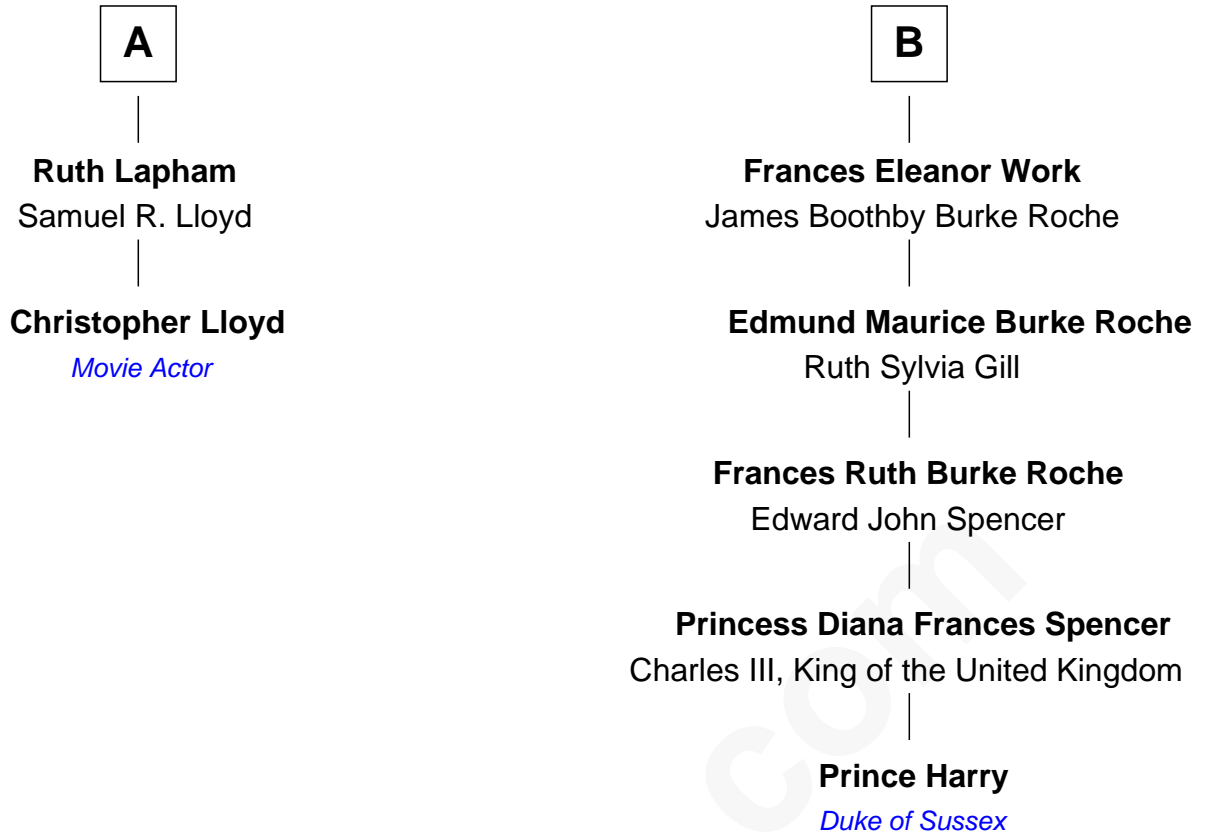 A
Ruth Lapham
Samuel R. Lloyd
Christopher Lloyd
Movie Actor
B
Frances Eleanor Work
James Boothby Burke Roche
Edmund Maurice Burke Roche
Ruth Sylvia Gill
Frances Ruth Burke Roche
Edward John Spencer
Princess Diana Frances Spencer
Charles III, King of the United Kingdom
Prince Harry
Duke of Sussex
com